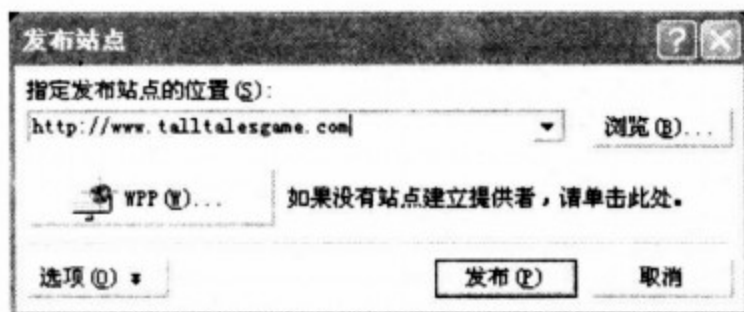 发布站点
指定发布站点的位置(S):
http://www.talltalesgame.com
浏览(B)...
WPP(W)...
如果没有站点建立提供者，请单击此处。
选项(O)
发布(P)
取消